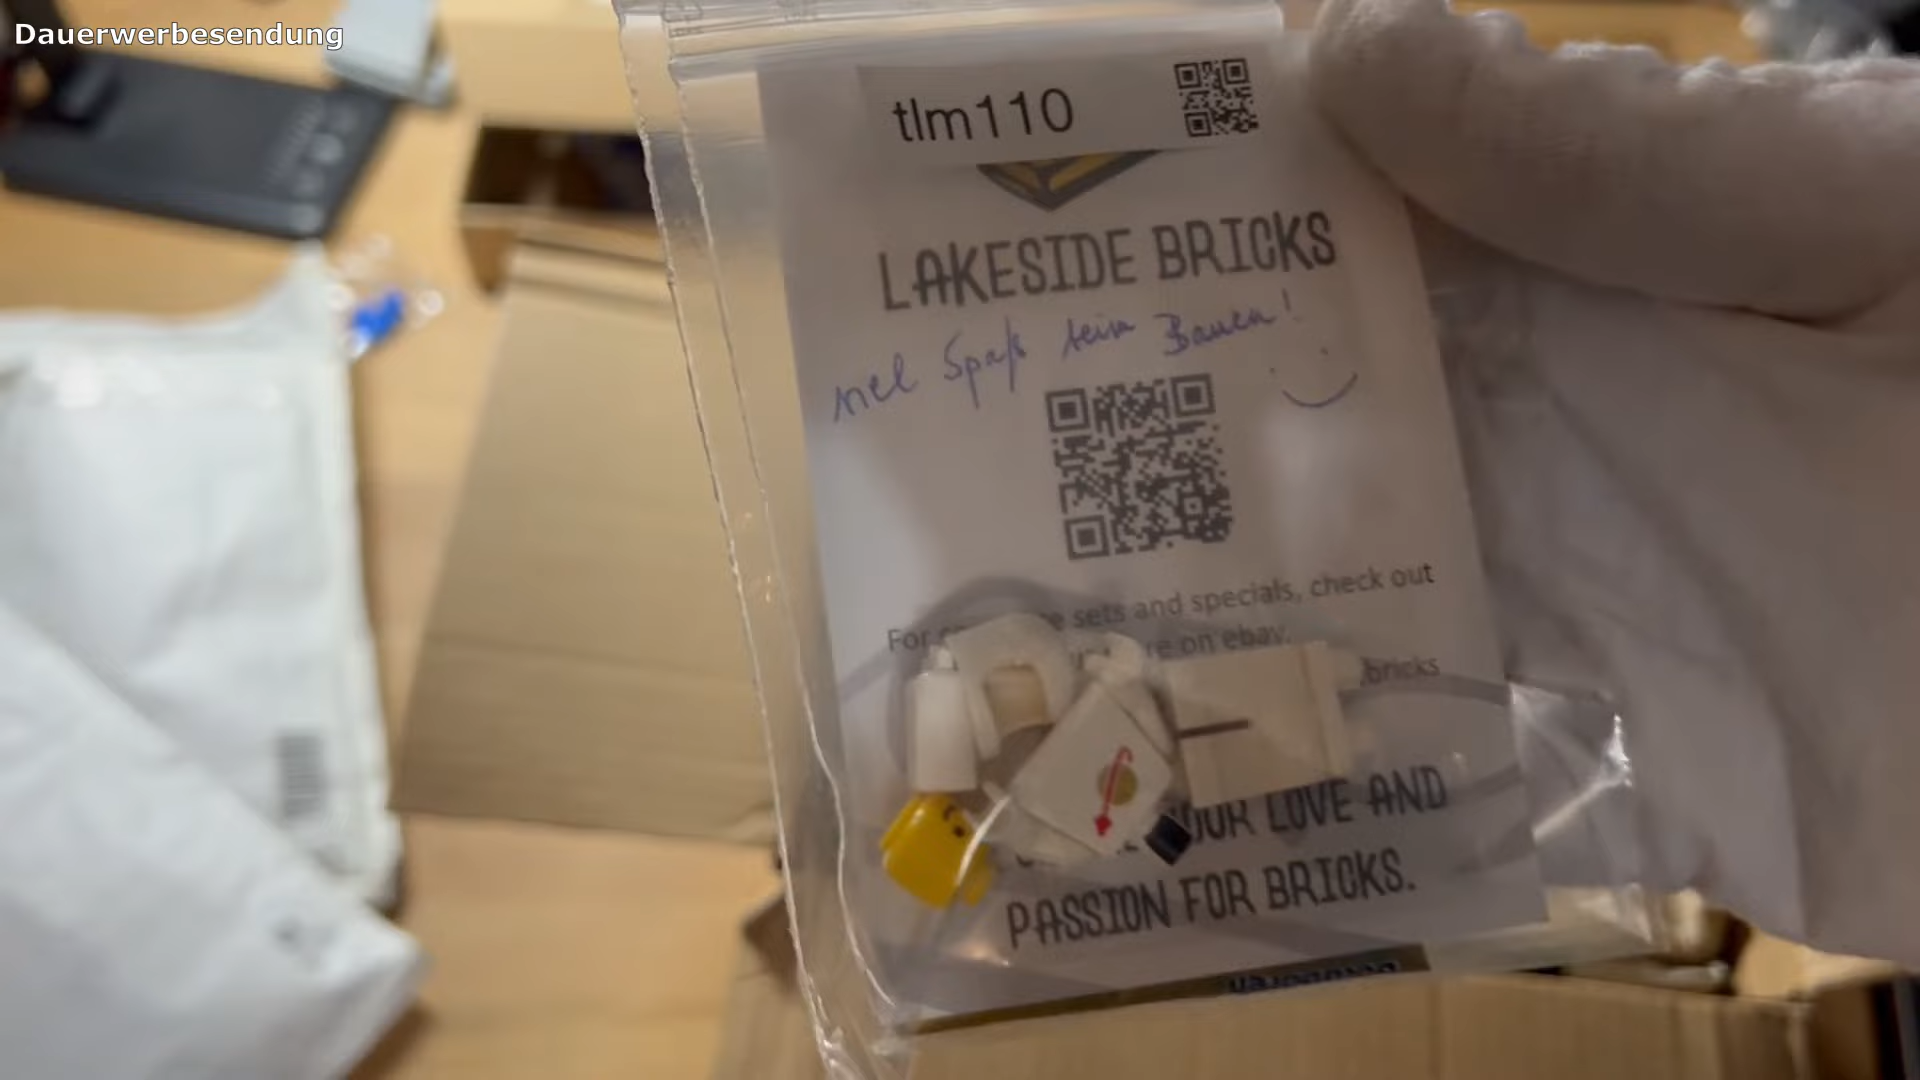 Dauerwerbesendung
tlm110
LAKESIDE BRICKS
viel Spaß beim Bauen!
For sets and specials, check out
on ebay.
bricks
YOUR LOVE AND
PASSION FOR BRICKS.